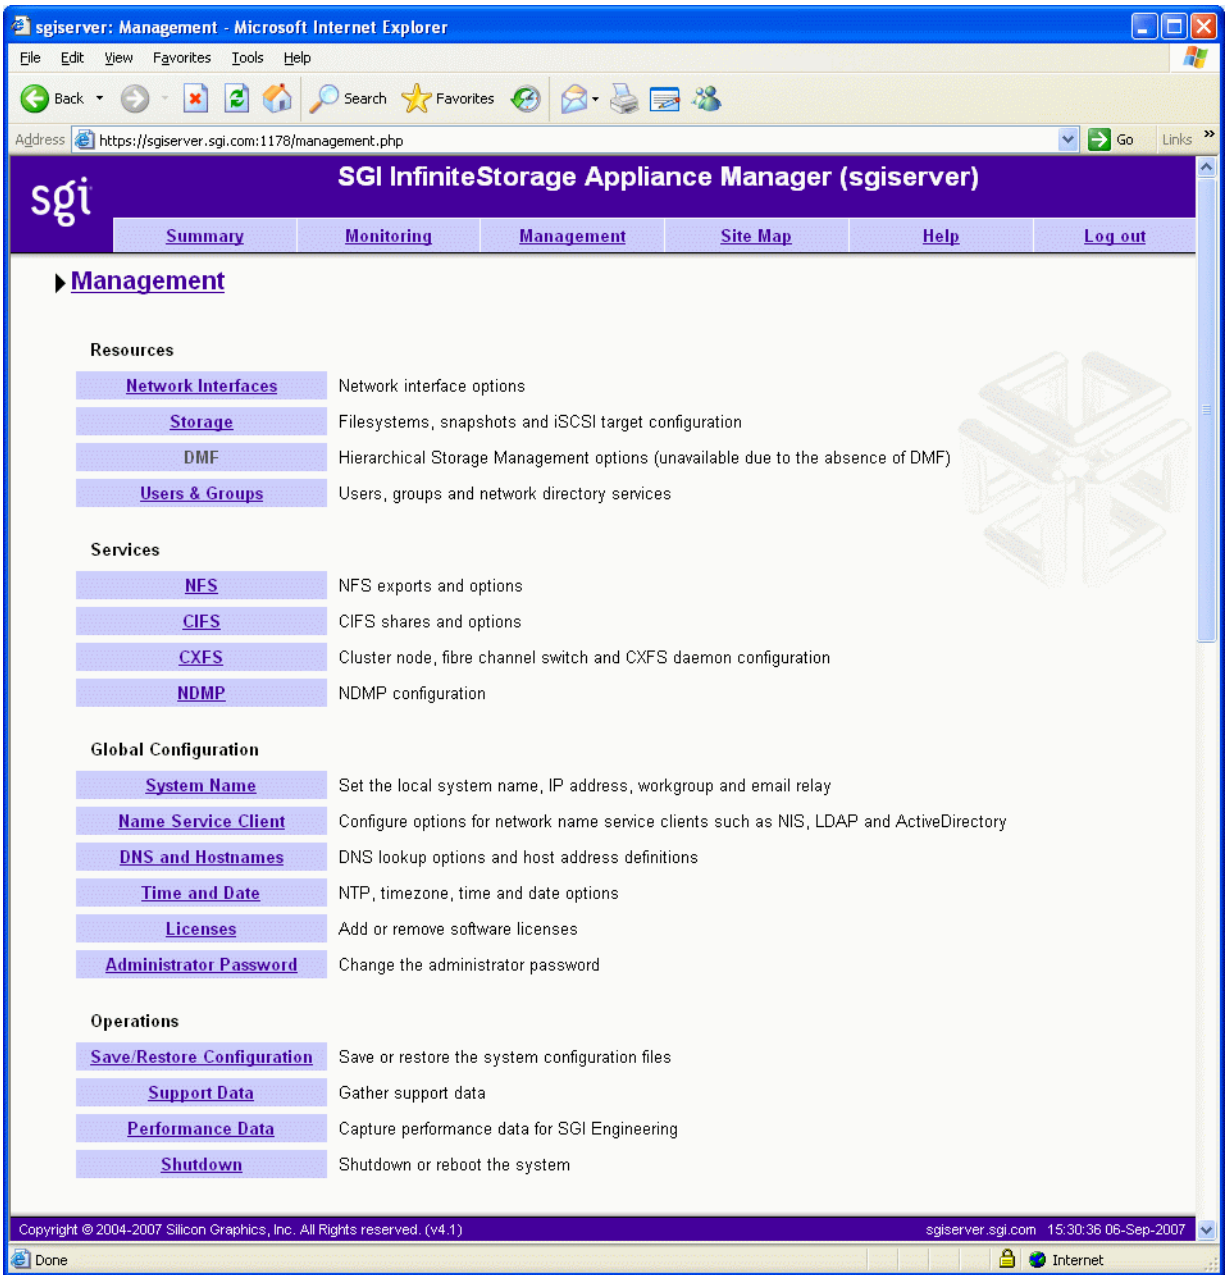 sgiserver: Management - Microsoft Internet Explorer
File Edit View Favorites Tools Help
Back Search Favorites
Address https://sgiserver.sgi.com:1178/management.php Go Links »
sgi
SGI InfiniteStorage Appliance Manager (sgiserver)
Summary Monitoring Management Site Map Help Log out
Management
Resources
Network Interfaces Network interface options
Storage Filesystems, snapshots and iSCSI target configuration
DMF Hierarchical Storage Management options (unavailable due to the absence of DMF)
Users & Groups Users, groups and network directory services
Services
NFS NFS exports and options
CIFS CIFS shares and options
CXFS Cluster node, fibre channel switch and CXFS daemon configuration
NDMP NDMP configuration
Global Configuration
System Name Set the local system name, IP address, workgroup and email relay
Name Service Client Configure options for network name service clients such as NIS, LDAP and ActiveDirectory
DNS and Hostnames DNS lookup options and host address definitions
Time and Date NTP, timezone, time and date options
Licenses Add or remove software licenses
Administrator Password Change the administrator password
Operations
Save/Restore Configuration Save or restore the system configuration files
Support Data Gather support data
Performance Data Capture performance data for SGI Engineering
Shutdown Shutdown or reboot the system
Copyright © 2004-2007 Silicon Graphics, Inc. All Rights reserved. (v4.1) sgiserver.sgi.com 15:30:36 06-Sep-2007
Done Internet